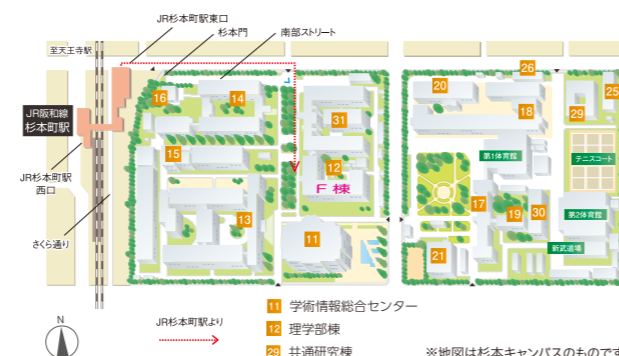 JR杉本町駅東口
杉本門
南部ストリート
至天王寺駅
26
25
16
14
20
29
18
31
JR阪和線
杉本町駅
15
第1体育館
テニスコート
12
F 棟
JR杉本町駅
西口
17
19
30
第2体育館
13
さくら通り
11
新武道場
21
11 学術情報総合センター
12 理学部棟
29 共通研究棟
N
JR杉本町駅より
※地図は杉本キャンパスのものです